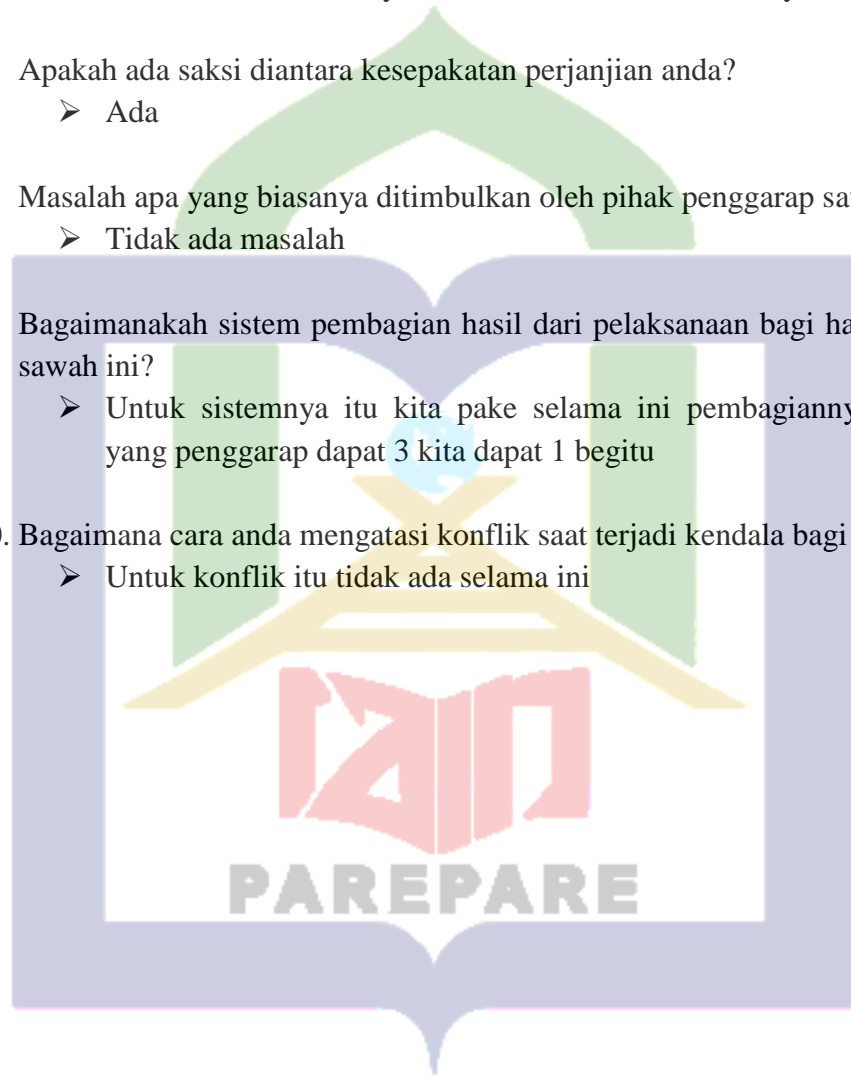 Apakah ada saksi diantara kesepakatan perjanjian anda?
➢ Ada
Masalah apa yang biasanya ditimbulkan oleh pihak penggarap
➢ Tidak ada masalah
Bagaimanakah sistem pembagian hasil dari pelaksanaan bagi
sawah ini?
➢ Untuk sistemnya itu kita pake selama ini
yang penggarap dapat 3 kita dapat 1 begitu
Bagaimana cara anda mengatasi konflik saat terjadi kendala bagi
➢ Untuk konflik itu tidak ada selama ini
iain
PAREPARE